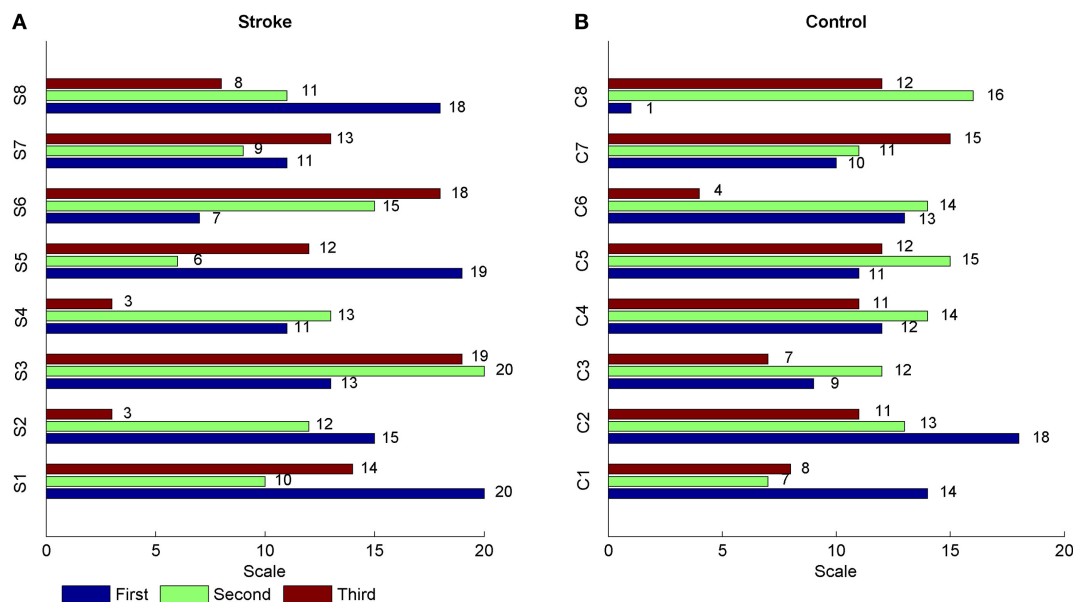 A Stroke
S8 8 11 18
S7 13 9 11
S6 18 15 7
S5 12 6 19
S4 3 13 11
S3 19 20 13
S2 3 12 15
S1 14 10 20
0 5 10 15 20
Scale
First Second Third
B Control
C8 12 16 1
C7 15 11 10
C6 4 14 13
C5 12 15 11
C4 11 14 12
C3 7 12 9
C2 11 13 18
C1 8 7 14
0 5 10 15 20
Scale